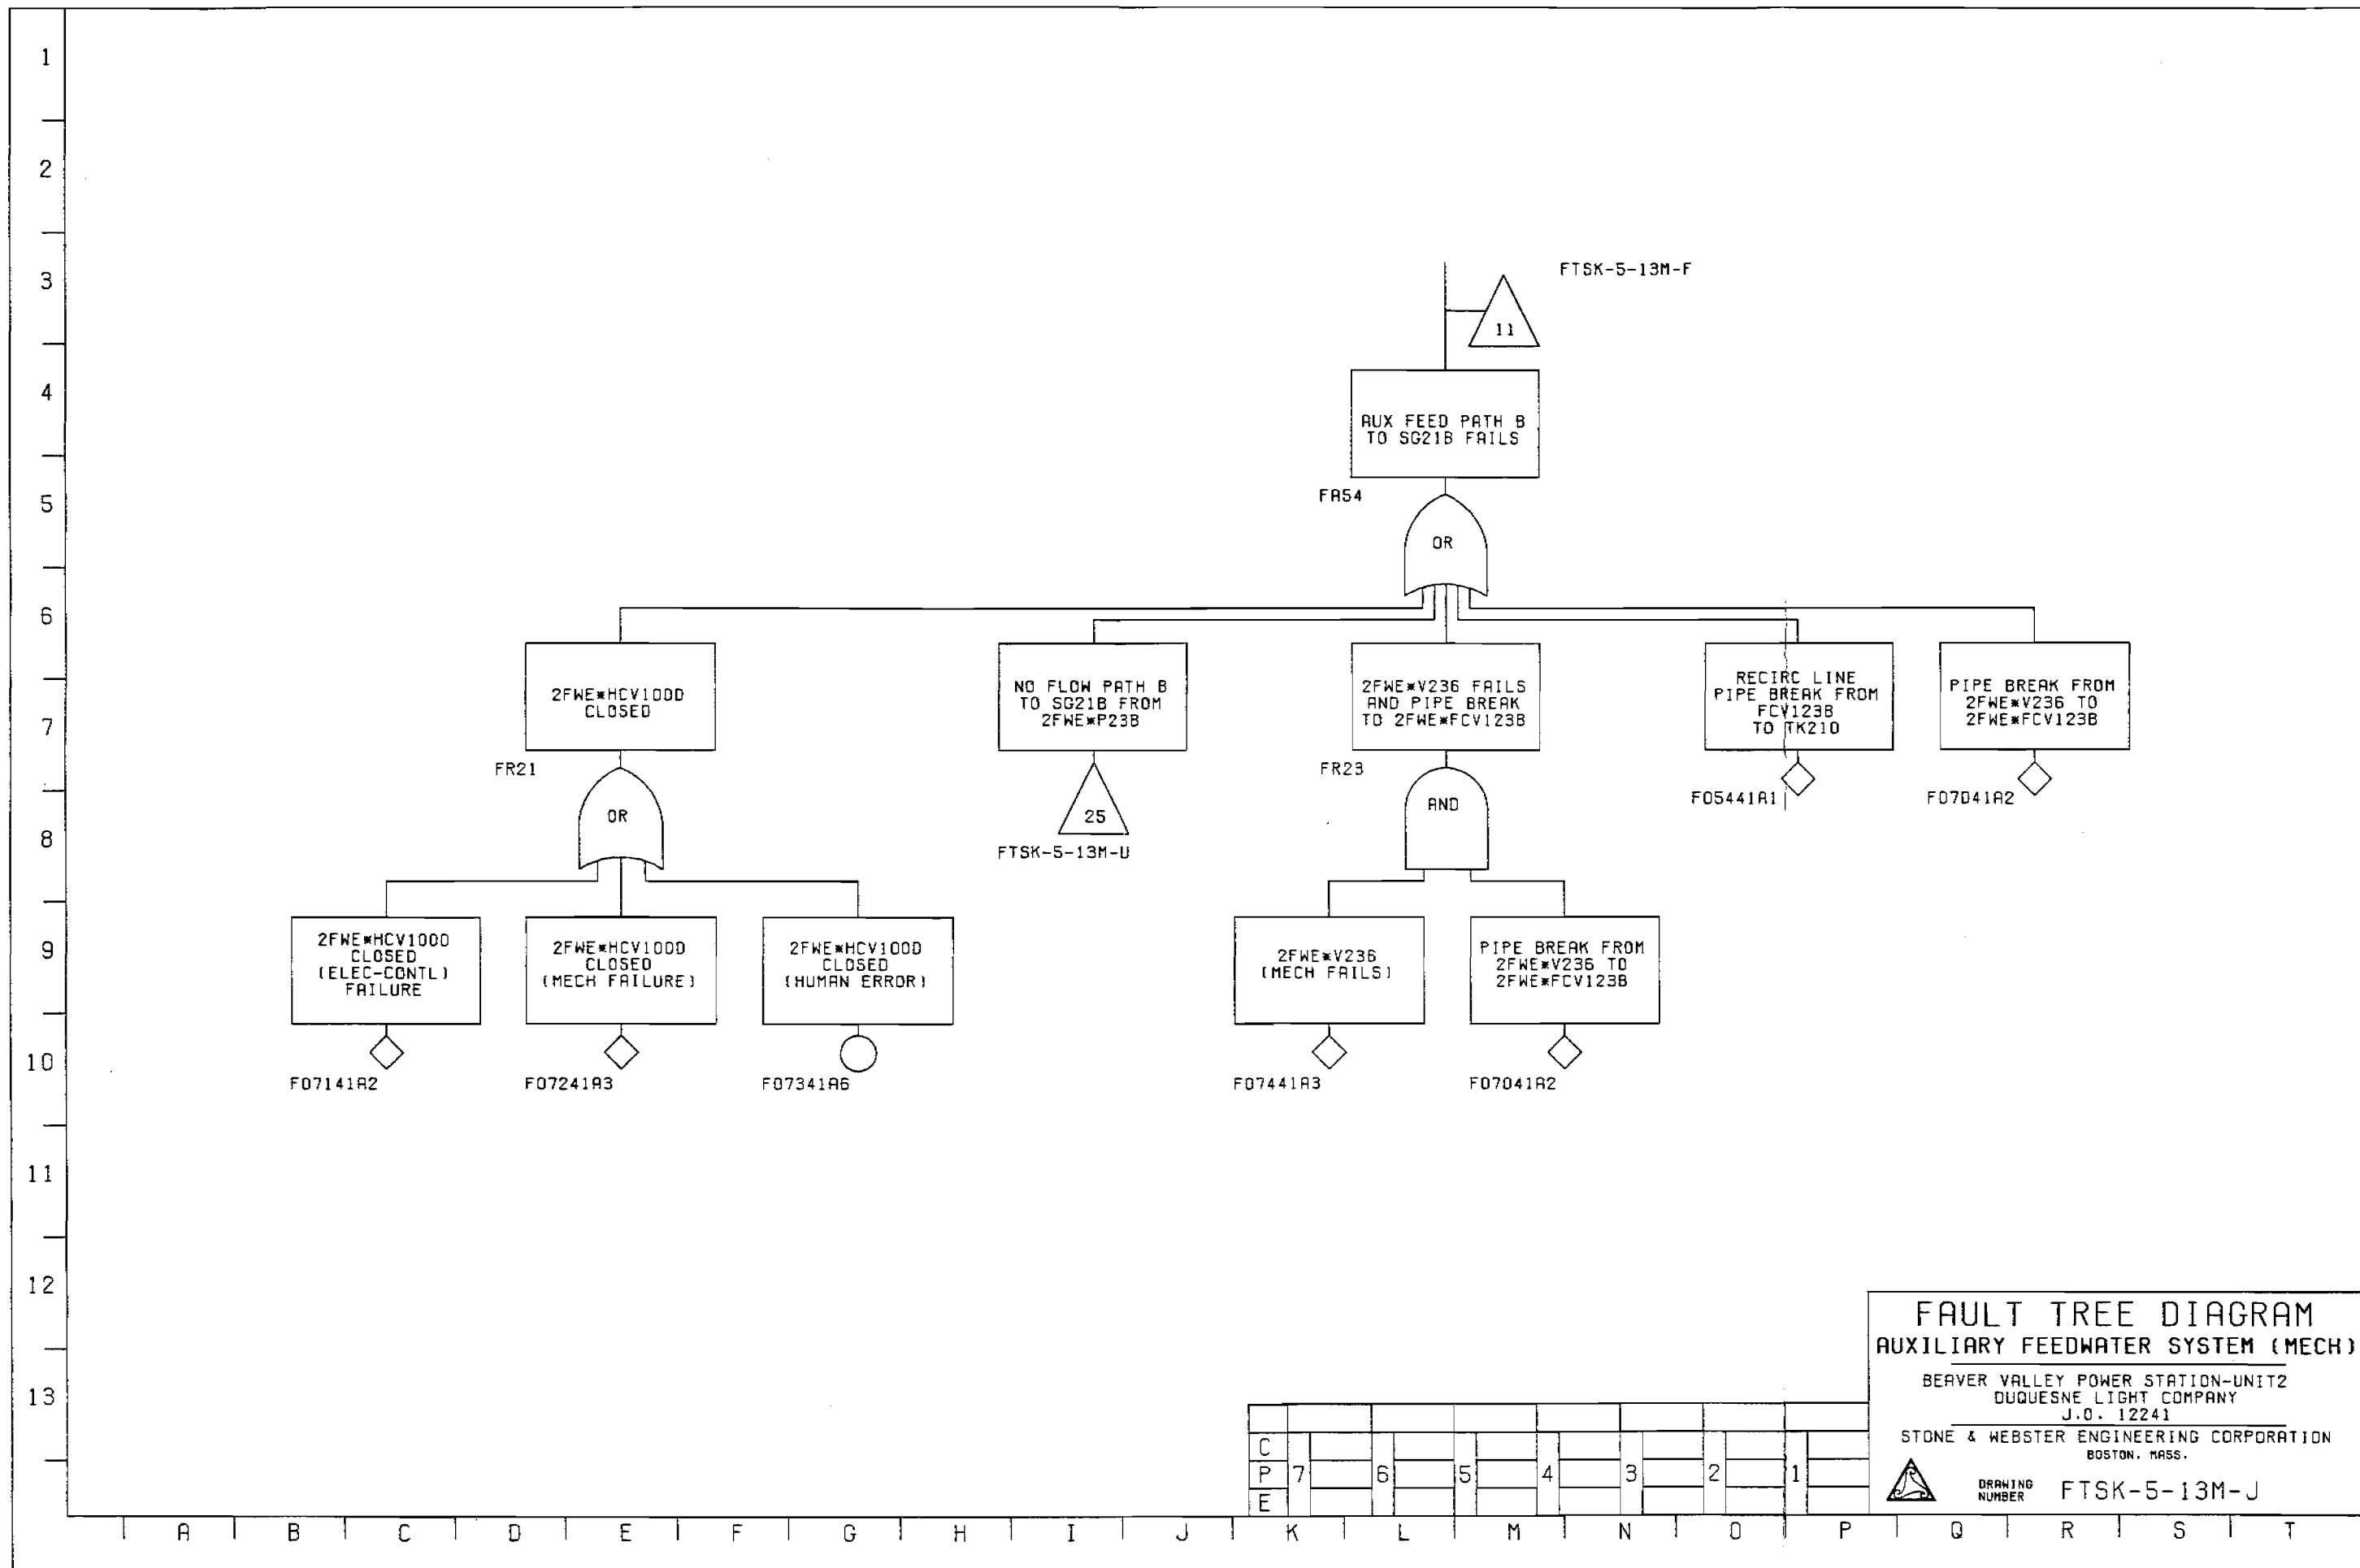 1
2
3
4
5
6
7
8
9
10
11
12
13
FTSK-5-13M-F
11
AUX FEED PATH B
TO SG21B FAILS
FA54
OR
2FWE*HCV100D
CLOSED
FR21
OR
NO FLOW PATH B
TO SG21B FROM
2FWE*P23B
25
FTSK-5-13M-U
2FWE*V236 FAILS
AND PIPE BREAK
TO 2FWE*FCV123B
FR23
AND
RECIRC LINE
PIPE BREAK FROM
FCV123B
TO TK210
F05441A1
PIPE BREAK FROM
2FWE*V236 TO
2FWE*FCV123B
F07041A2
2FWE*HCV100D
CLOSED
(ELEC-CONTL)
FAILURE
F07141A2
2FWE*HCV100D
CLOSED
(MECH FAILURE)
F07241A3
2FWE*HCV100D
CLOSED
(HUMAN ERROR)
F07341A6
2FWE*V236
(MECH FAILS)
F07441A3
PIPE BREAK FROM
2FWE*V236 TO
2FWE*FCV123B
F07041A2
C
P 7 6 5 4 3 2 1
E
FAULT TREE DIAGRAM
AUXILIARY FEEDWATER SYSTEM (MECH)
BEAVER VALLEY POWER STATION-UNIT2
DUQUESNE LIGHT COMPANY
J.O. 12241
STONE & WEBSTER ENGINEERING CORPORATION
BOSTON, MASS.
DRAWING
NUMBER FTSK-5-13M-J
A B C D E F G H I J K L M N O P Q R S T